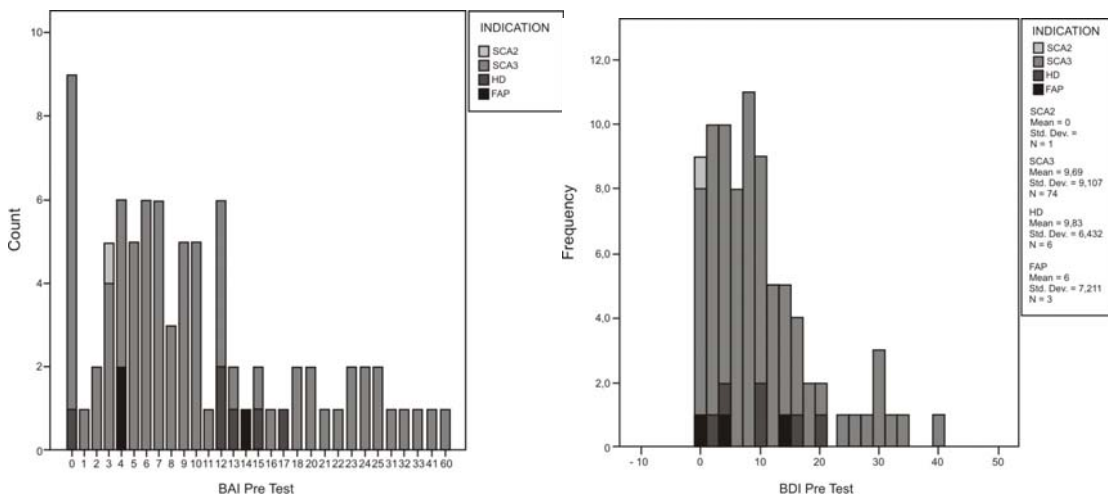 10
8
6
4
2
0
Count
0 1 2 3 4 5 6 7 8 9 10 11 12 13 14 15 16 17 18 20 21 22 23 24 25 31 32 33 41 60
BAI Pre Test
INDICATION
SCA2
SCA3
HD
FAP
12,0
10,0
8,0
6,0
4,0
2,0
0,0
Frequency
- 10 0 10 20 30 40 50
BDI Pre Test
INDICATION
SCA2
SCA3
HD
FAP
SCA2
Mean = 0
Std. Dev. =
N = 1
SCA3
Mean = 9,69
Std. Dev. = 9,107
N = 74
HD
Mean = 9,83
Std. Dev. = 6,432
N = 6
FAP
Mean = 6
Std. Dev. = 7,211
N = 3